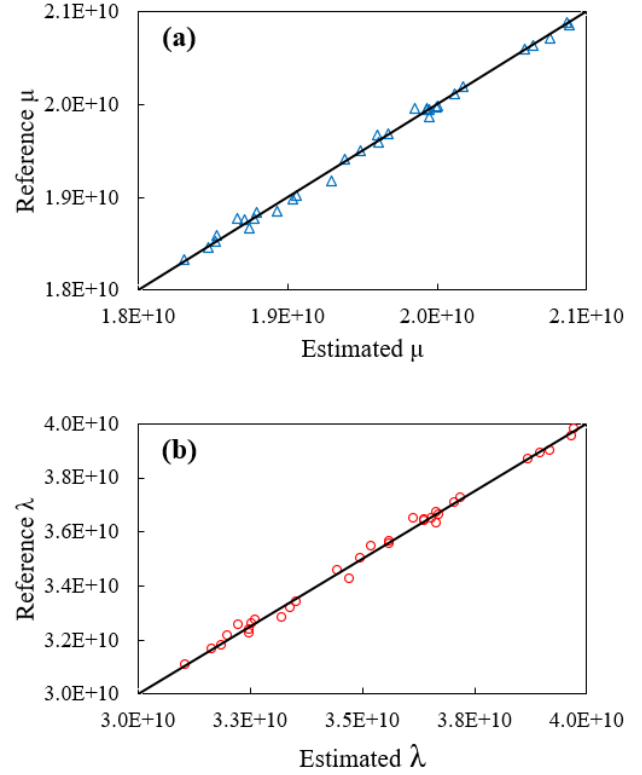 (a)
Reference μ
2.1E+10
2.0E+10
1.9E+10
1.8E+10
1.8E+10 1.9E+10 2.0E+10 2.1E+10
Estimated μ
(b)
Reference λ
4.0E+10
3.8E+10
3.6E+10
3.4E+10
3.2E+10
3.0E+10
3.0E+10 3.3E+10 3.5E+10 3.8E+10 4.0E+10
Estimated λ